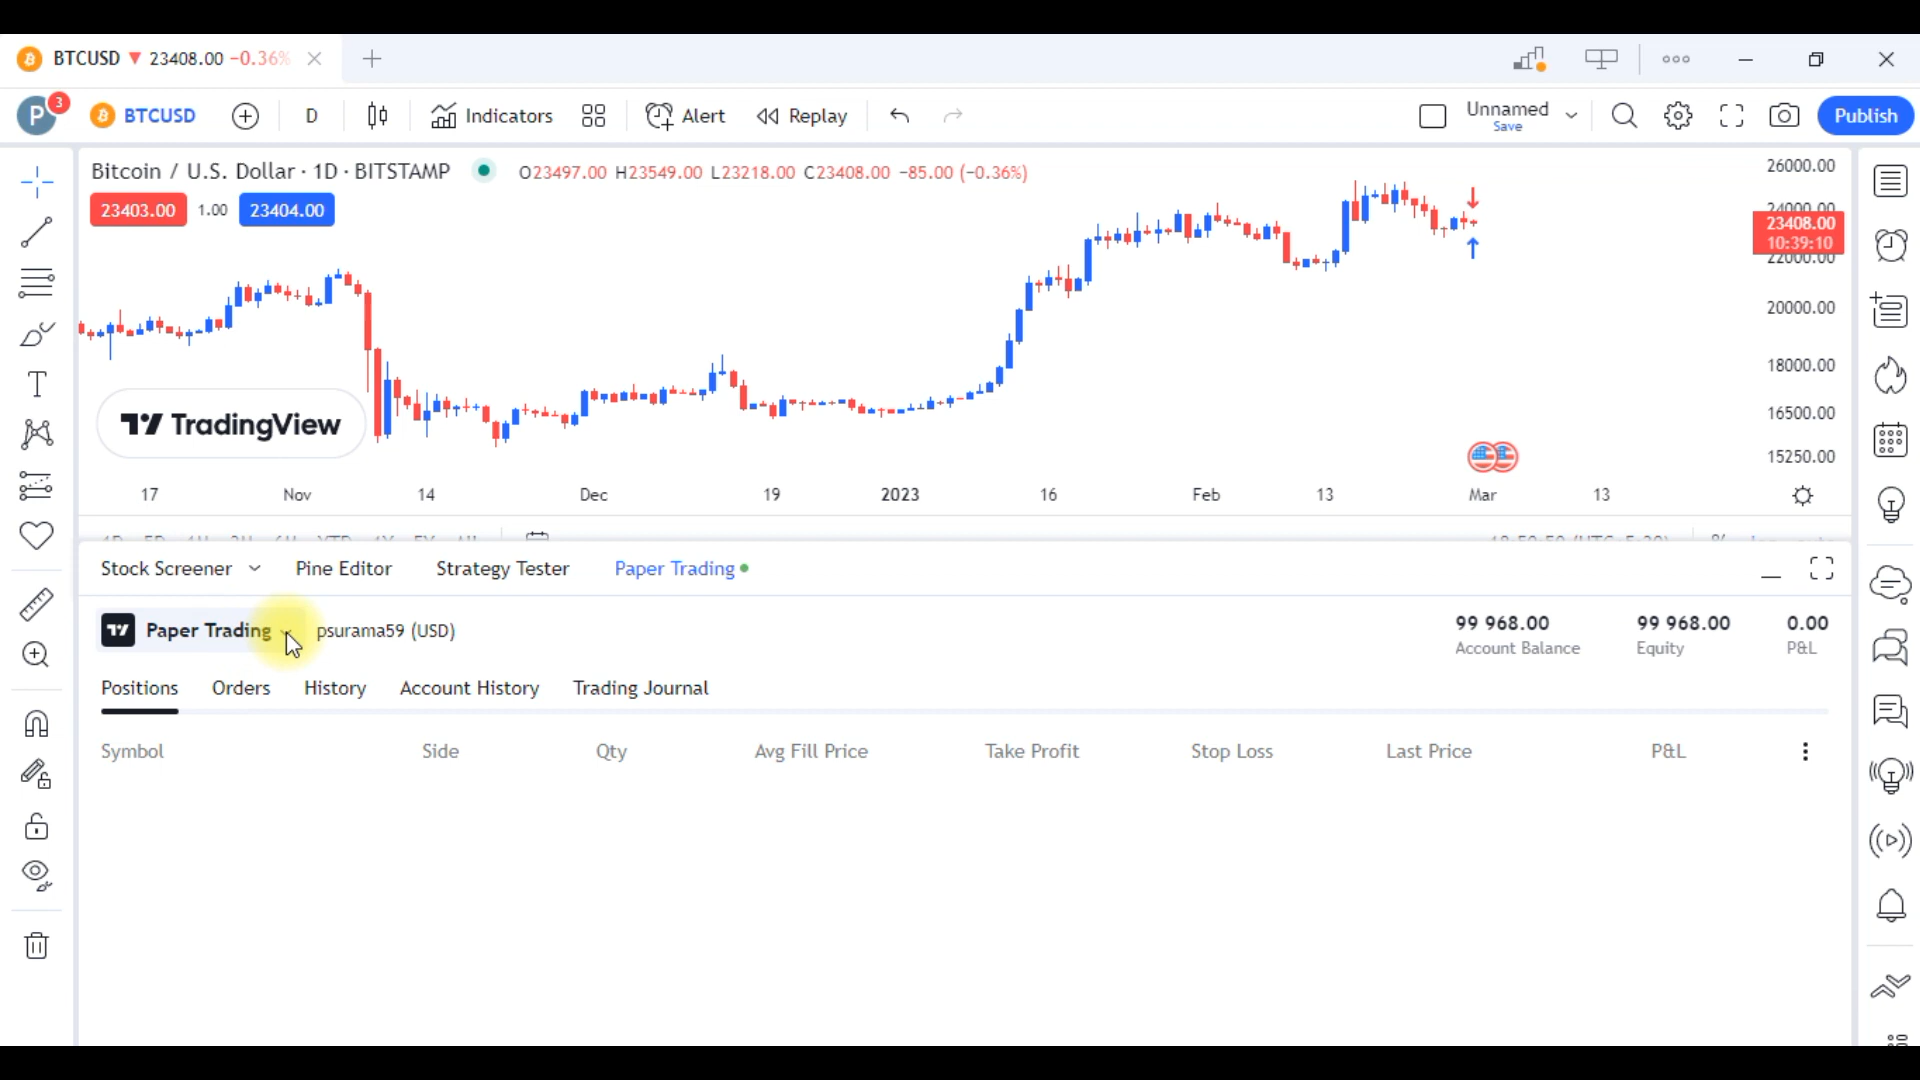 BTCUSD ▼ 23408.00 −0.36%
P 3 BTCUSD D Indicators Alert Replay Unnamed Save Publish
Bitcoin / U.S. Dollar · 1D · BITSTAMP O23497.00 H23549.00 L23218.00 C23408.00 −85.00 (−0.36%)
23403.00 1.00 23404.00
26000.00
24000.00
23408.00
10:39:10
22000.00
20000.00
18000.00
16500.00
15250.00
TradingView
17 Nov 14 Dec 19 2023 16 Feb 13 Mar 13
Stock Screener Pine Editor Strategy Tester Paper Trading
Paper Trading psurama59 (USD)
99 968.00 99 968.00 0.00
Account Balance Equity P&L
Positions Orders History Account History Trading Journal
Symbol Side Qty Avg Fill Price Take Profit Stop Loss Last Price P&L